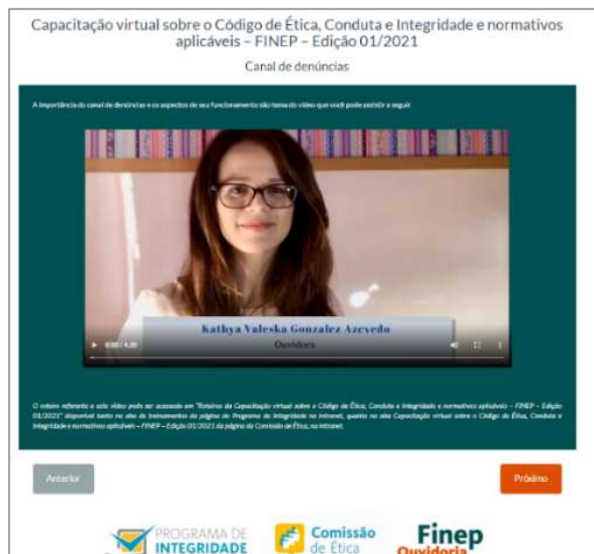 Capacitação virtual sobre o Código de Ética, Conduta e Integridade e normativos
aplicáveis – FINEP – Edição 01/2021
Canal de denúncias
A importância do canal de denúncias e os aspectos de seu funcionamento são tema do vídeo que você pode assistir a seguir.
Kathya Valeska Gonzalez Azevedo
Ouvidora
0:00 / 4:20
O roteiro referente a este vídeo pode ser acessado em "Roteiros da Capacitação virtual sobre o Código de Ética, Conduta e Integridade e normativos aplicáveis – FINEP – Edição
01/2021" disponível tanto na aba de treinamentos da página do Programa de Integridade na intranet, quanto na aba Capacitação virtual sobre o Código de Ética, Conduta e
Integridade e normativos aplicáveis – FINEP – Edição 01/2021 da página da Comissão de Ética, na intranet.
Anterior
Próximo
PROGRAMA DE
INTEGRIDADE
Comissão
de Ética
Finep
Ouvidoria